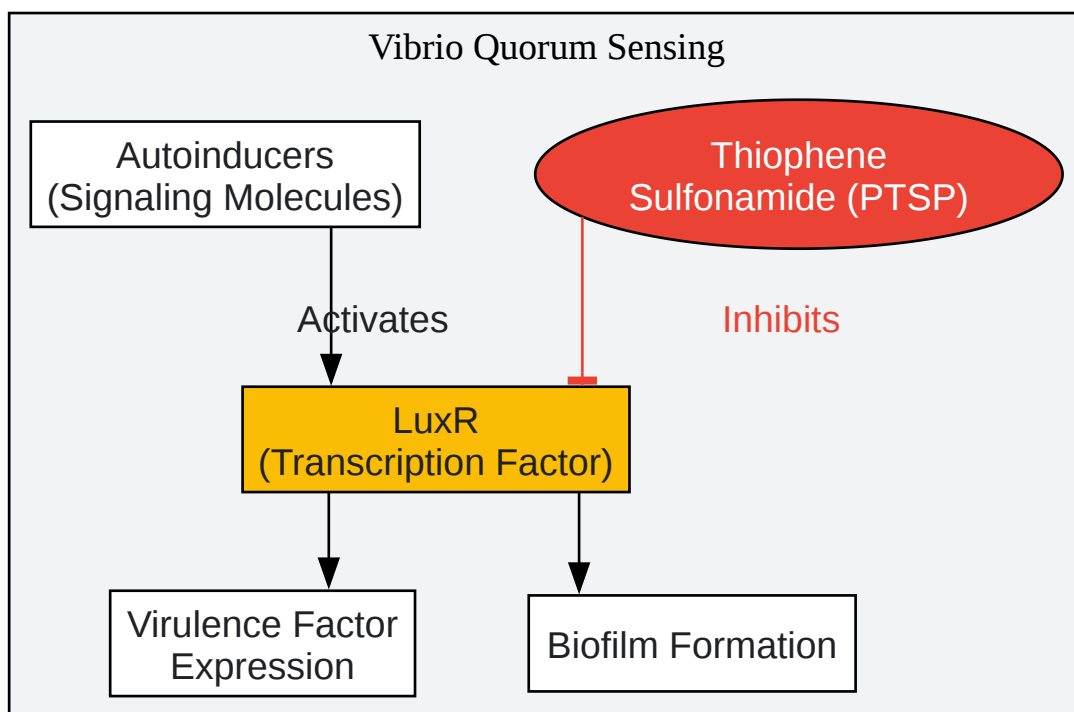 Vibrio Quorum Sensing
Autoinducers
(Signaling Molecules)
Thiophene
Sulfonamide (PTSP)
Activates
Inhibits
LuxR
(Transcription Factor)
Virulence Factor
Expression
Biofilm Formation